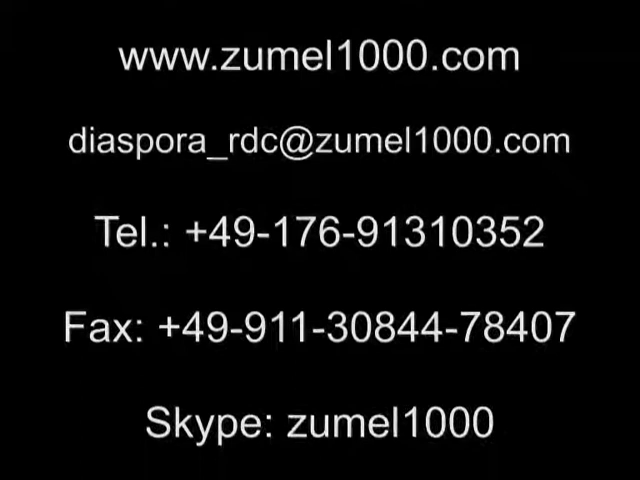 www.zumel1000.com
diaspora_rdc@zumel1000.com
Tel.: +49-176-91310352
Fax: +49-911-30844-78407
Skype: zumel1000